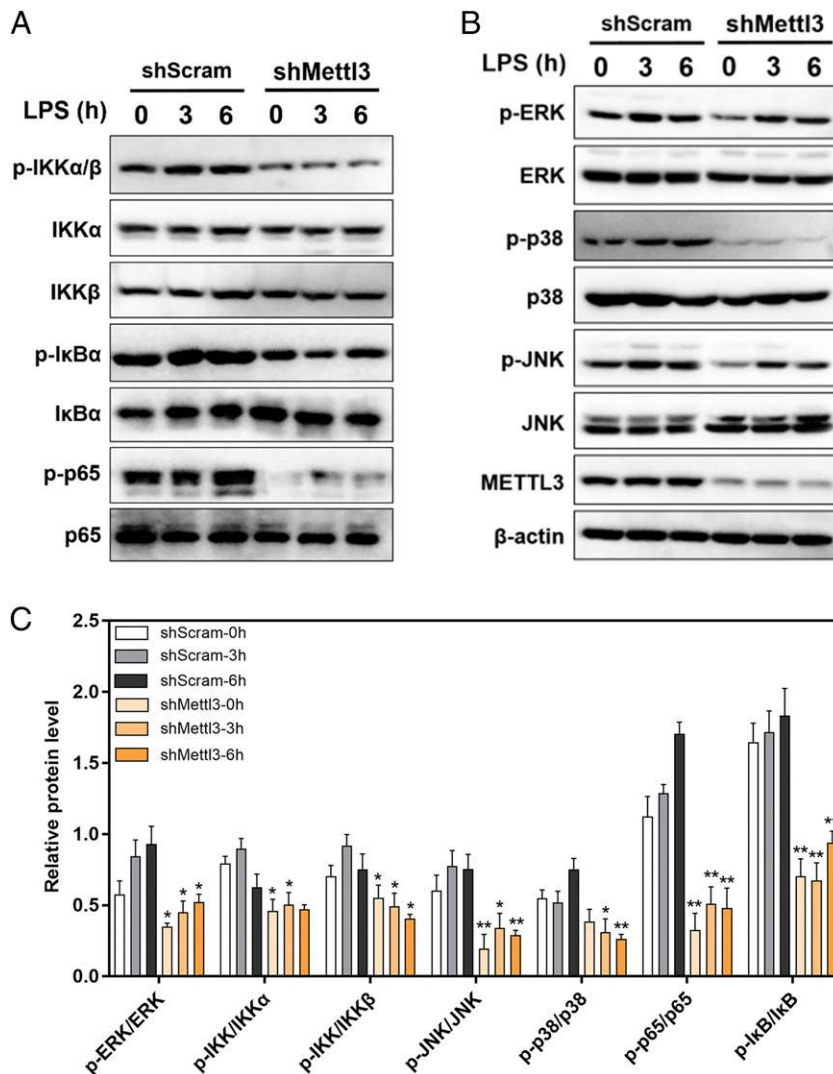 A
shScram shMettl3
LPS (h) 0 3 6 0 3 6
p-IKKα/β
IKKα
IKKβ
p-IκBα
IκBα
p-p65
p65
B
shScram shMettl3
LPS (h) 0 3 6 0 3 6
p-ERK
ERK
p-p38
p38
p-JNK
JNK
METTL3
β-actin
C
Relative protein level
2.5
2.0
1.5
1.0
0.5
0.0
shScram-0h
shScram-3h
shScram-6h
shMettl3-0h
shMettl3-3h
shMettl3-6h
* * *
* *
* * *
** * **
* **
** ** **
** ** **
p-ERK/ERK
p-IKK/IKKα
p-IKK/IKKβ
p-JNK/JNK
p-p38/p38
p-p65/p65
p-IκB/IκB